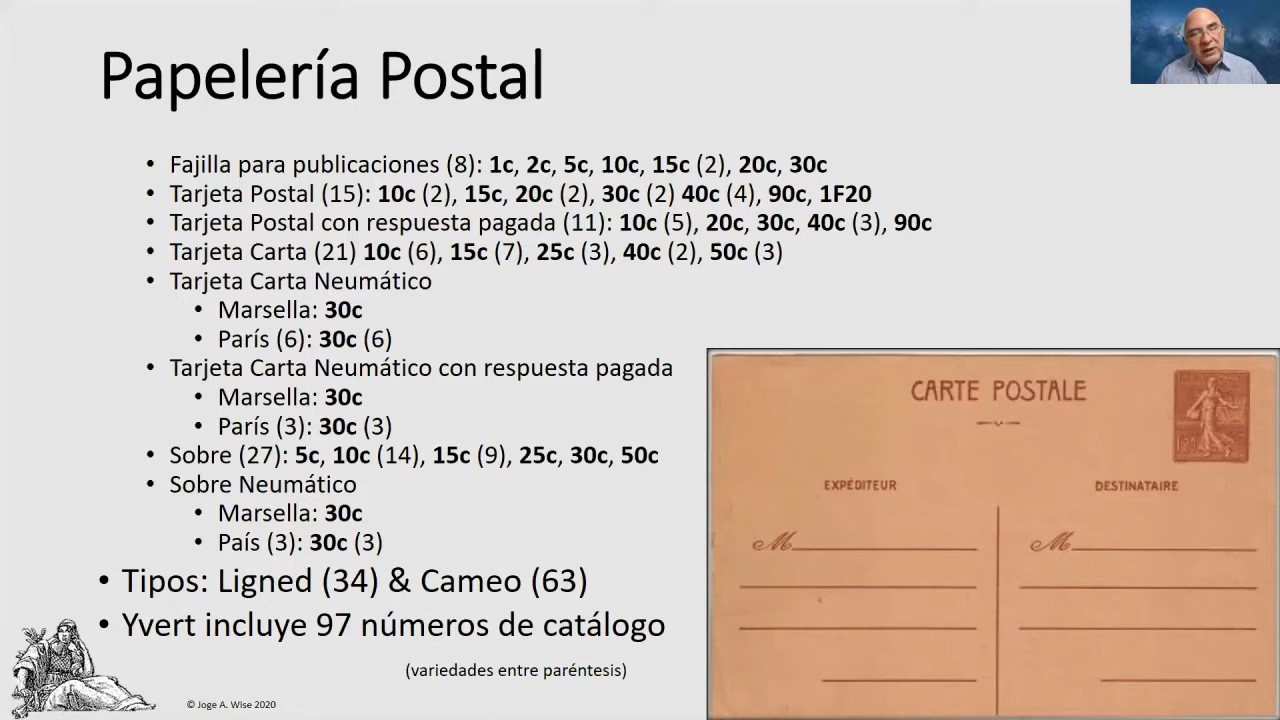 Papelería Postal
• Fajilla para publicaciones (8): 1c, 2c, 5c, 10c, 15c (2), 20c, 30c
• Tarjeta Postal (15): 10c (2), 15c, 20c (2), 30c (2) 40c (4), 90c, 1F20
• Tarjeta Postal con respuesta pagada (11): 10c (5), 20c, 30c, 40c (3), 90c
• Tarjeta Carta (21) 10c (6), 15c (7), 25c (3), 40c (2), 50c (3)
• Tarjeta Carta Neumático
• Marsella: 30c
• París (6): 30c (6)
• Tarjeta Carta Neumático con respuesta pagada
• Marsella: 30c
• París (3): 30c (3)
• Sobre (27): 5c, 10c (14), 15c (9), 25c, 30c, 50c
• Sobre Neumático
• Marsella: 30c
• País (3): 30c (3)
• Tipos: Ligned (34) & Cameo (63)
• Yvert incluye 97 números de catálogo
(variedades entre paréntesis)
© Joge A. Wise 2020
CARTE POSTALE
EXPÉDITEUR
DESTINATAIRE
M
M